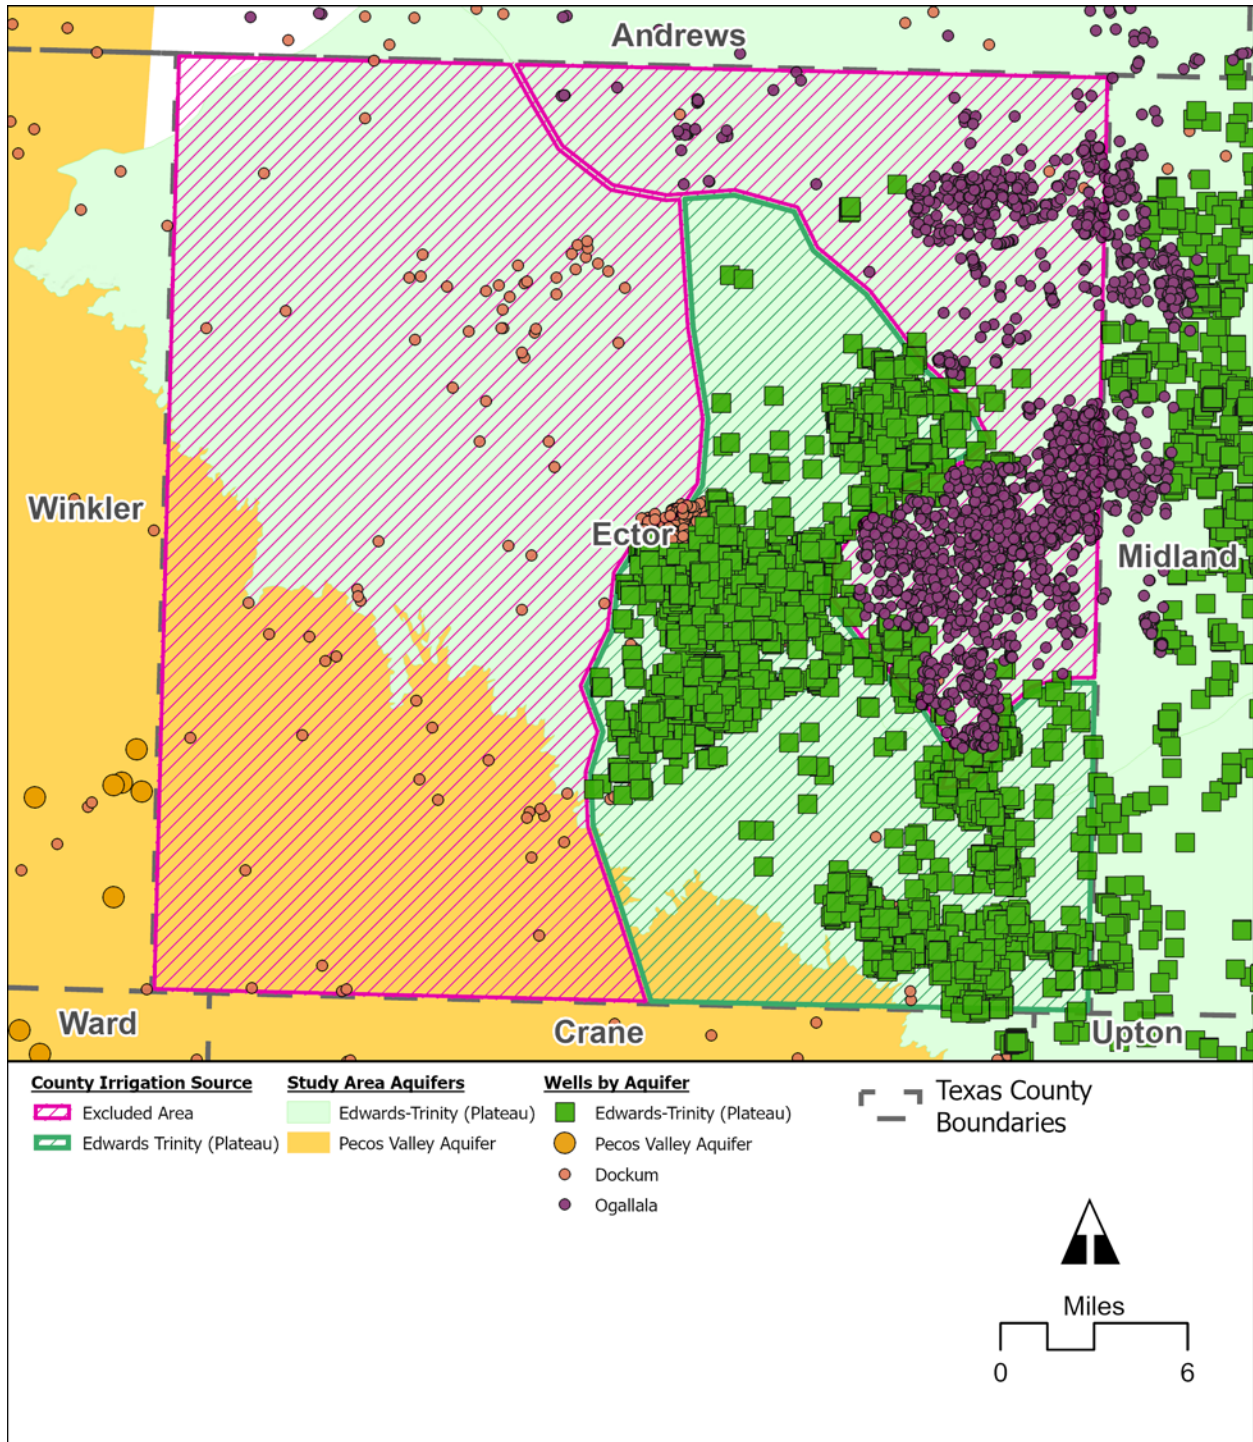 Andrews
Winkler
Ector
Midland
Ward
Crane
Upton
County Irrigation Source
Excluded Area
Edwards Trinity (Plateau)
Study Area Aquifers
Edwards-Trinity (Plateau)
Pecos Valley Aquifer
Wells by Aquifer
Edwards-Trinity (Plateau)
Pecos Valley Aquifer
Dockum
Ogallala
Texas County
Boundaries
Miles
0 6